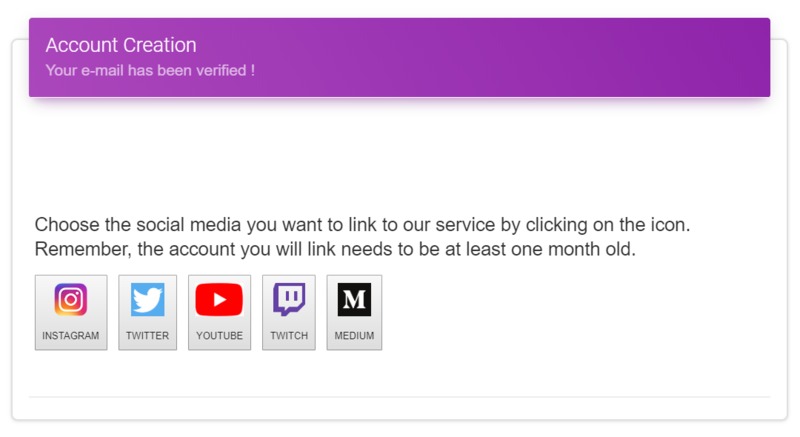 Account Creation
Your e-mail has been verified !
Choose the social media you want to link to our service by clicking on the icon.
Remember, the account you will link needs to be at least one month old.
M
INSTAGRAM TWITTER YOUTUBE TWITCH MEDIUM